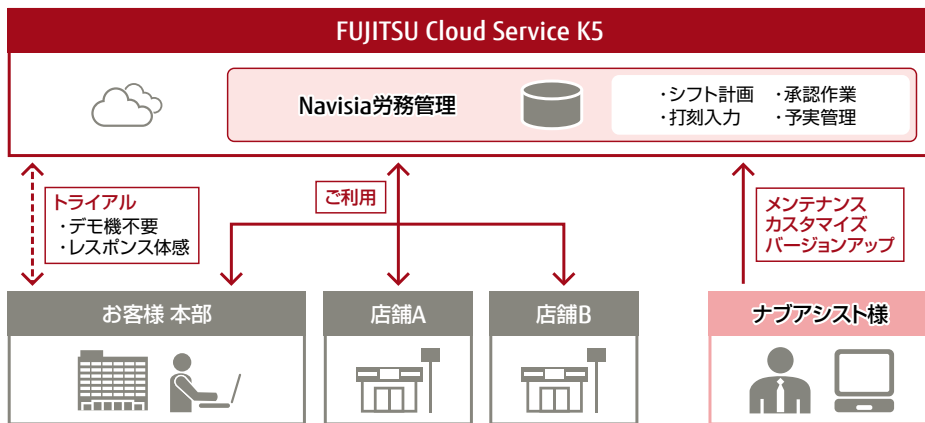 FUJITSU Cloud Service K5
Navisia労務管理
・シフト計画 ・承認作業
・打刻入力 ・予実管理
トライアル
・デモ機不要
・レスポンス体感
ご利用
メンテナンス
カスタマイズ
バージョンアップ
お客様 本部
店舗A
店舗B
ナブアシスト様